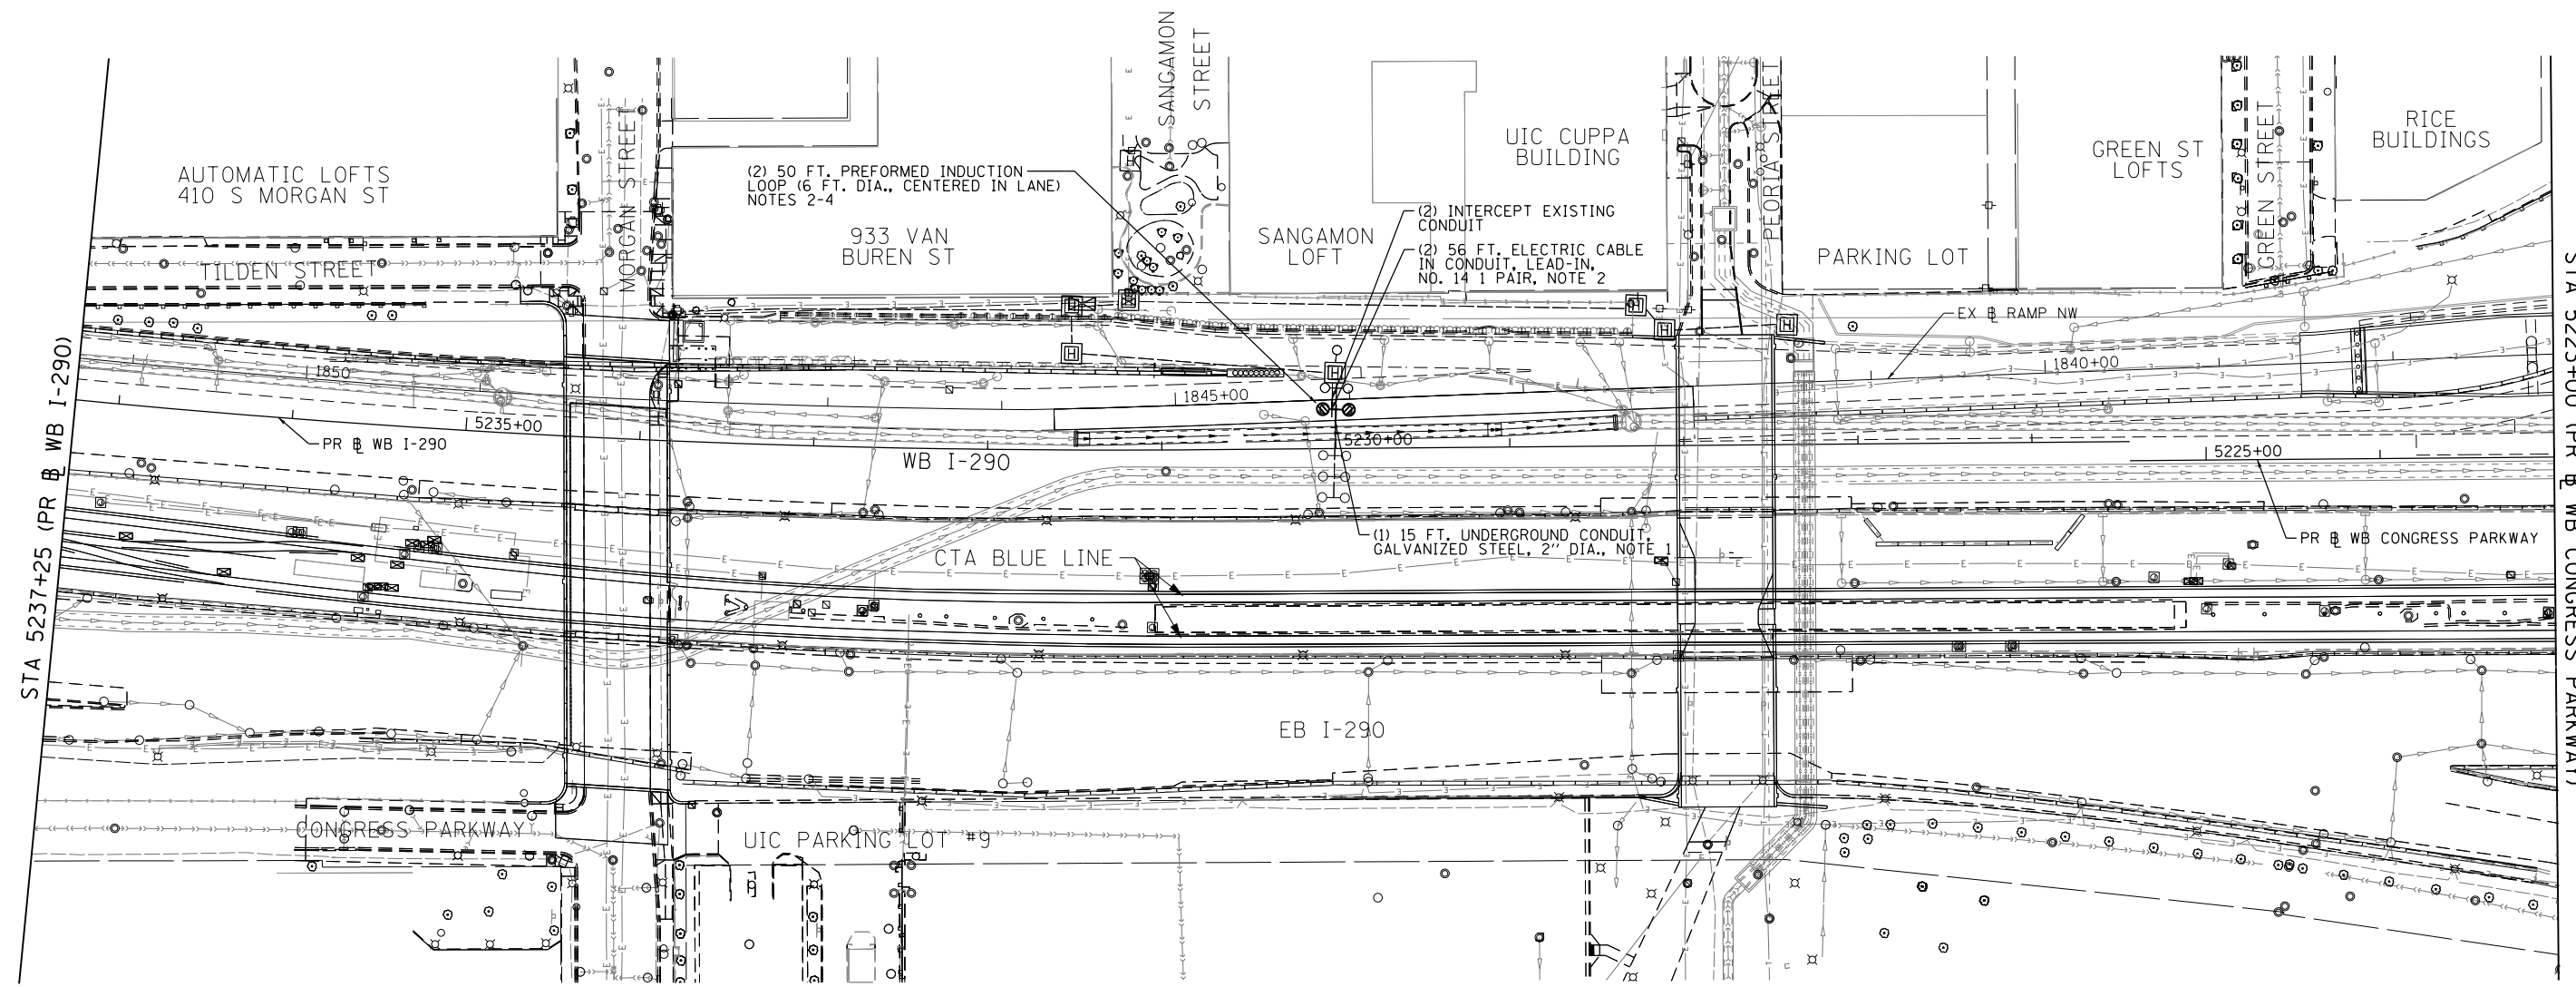 SANGAMON
STREET
AUTOMATIC LOFTS
410 S MORGAN ST
MORGAN STREET
(2) 50 FT. PREFORMED INDUCTION
LOOP (6 FT. DIA., CENTERED IN LANE)
NOTES 2-4
933 VAN
BUREN ST
SANGAMON
LOFT
UIC CUPPA
BUILDING
(2) INTERCEPT EXISTING
CONDUIT
(2) 56 FT. ELECTRIC CABLE
IN CONDUIT, LEAD-IN,
NO. 14 1 PAIR, NOTE 2
PEORIA STREET
PARKING LOT
GREEN ST
LOFTS
GREEN STREET
RICE
BUILDINGS
TILDEN STREET
EX ℄ RAMP NW
1850
1845+00
1840+00
5235+00
5230+00
5225+00
PR ℄ WB I-290
WB I-290
STA 5237+25 (PR ℄ WB I-290)
STA 5223+00 (PR ℄ WB CONGRESS PARKWAY)
(1) 15 FT. UNDERGROUND CONDUIT,
GALVANIZED STEEL, 2" DIA., NOTE 1
CTA BLUE LINE
PR ℄ WB CONGRESS PARKWAY
EB I-290
CONGRESS PARKWAY
UIC PARKING LOT #9